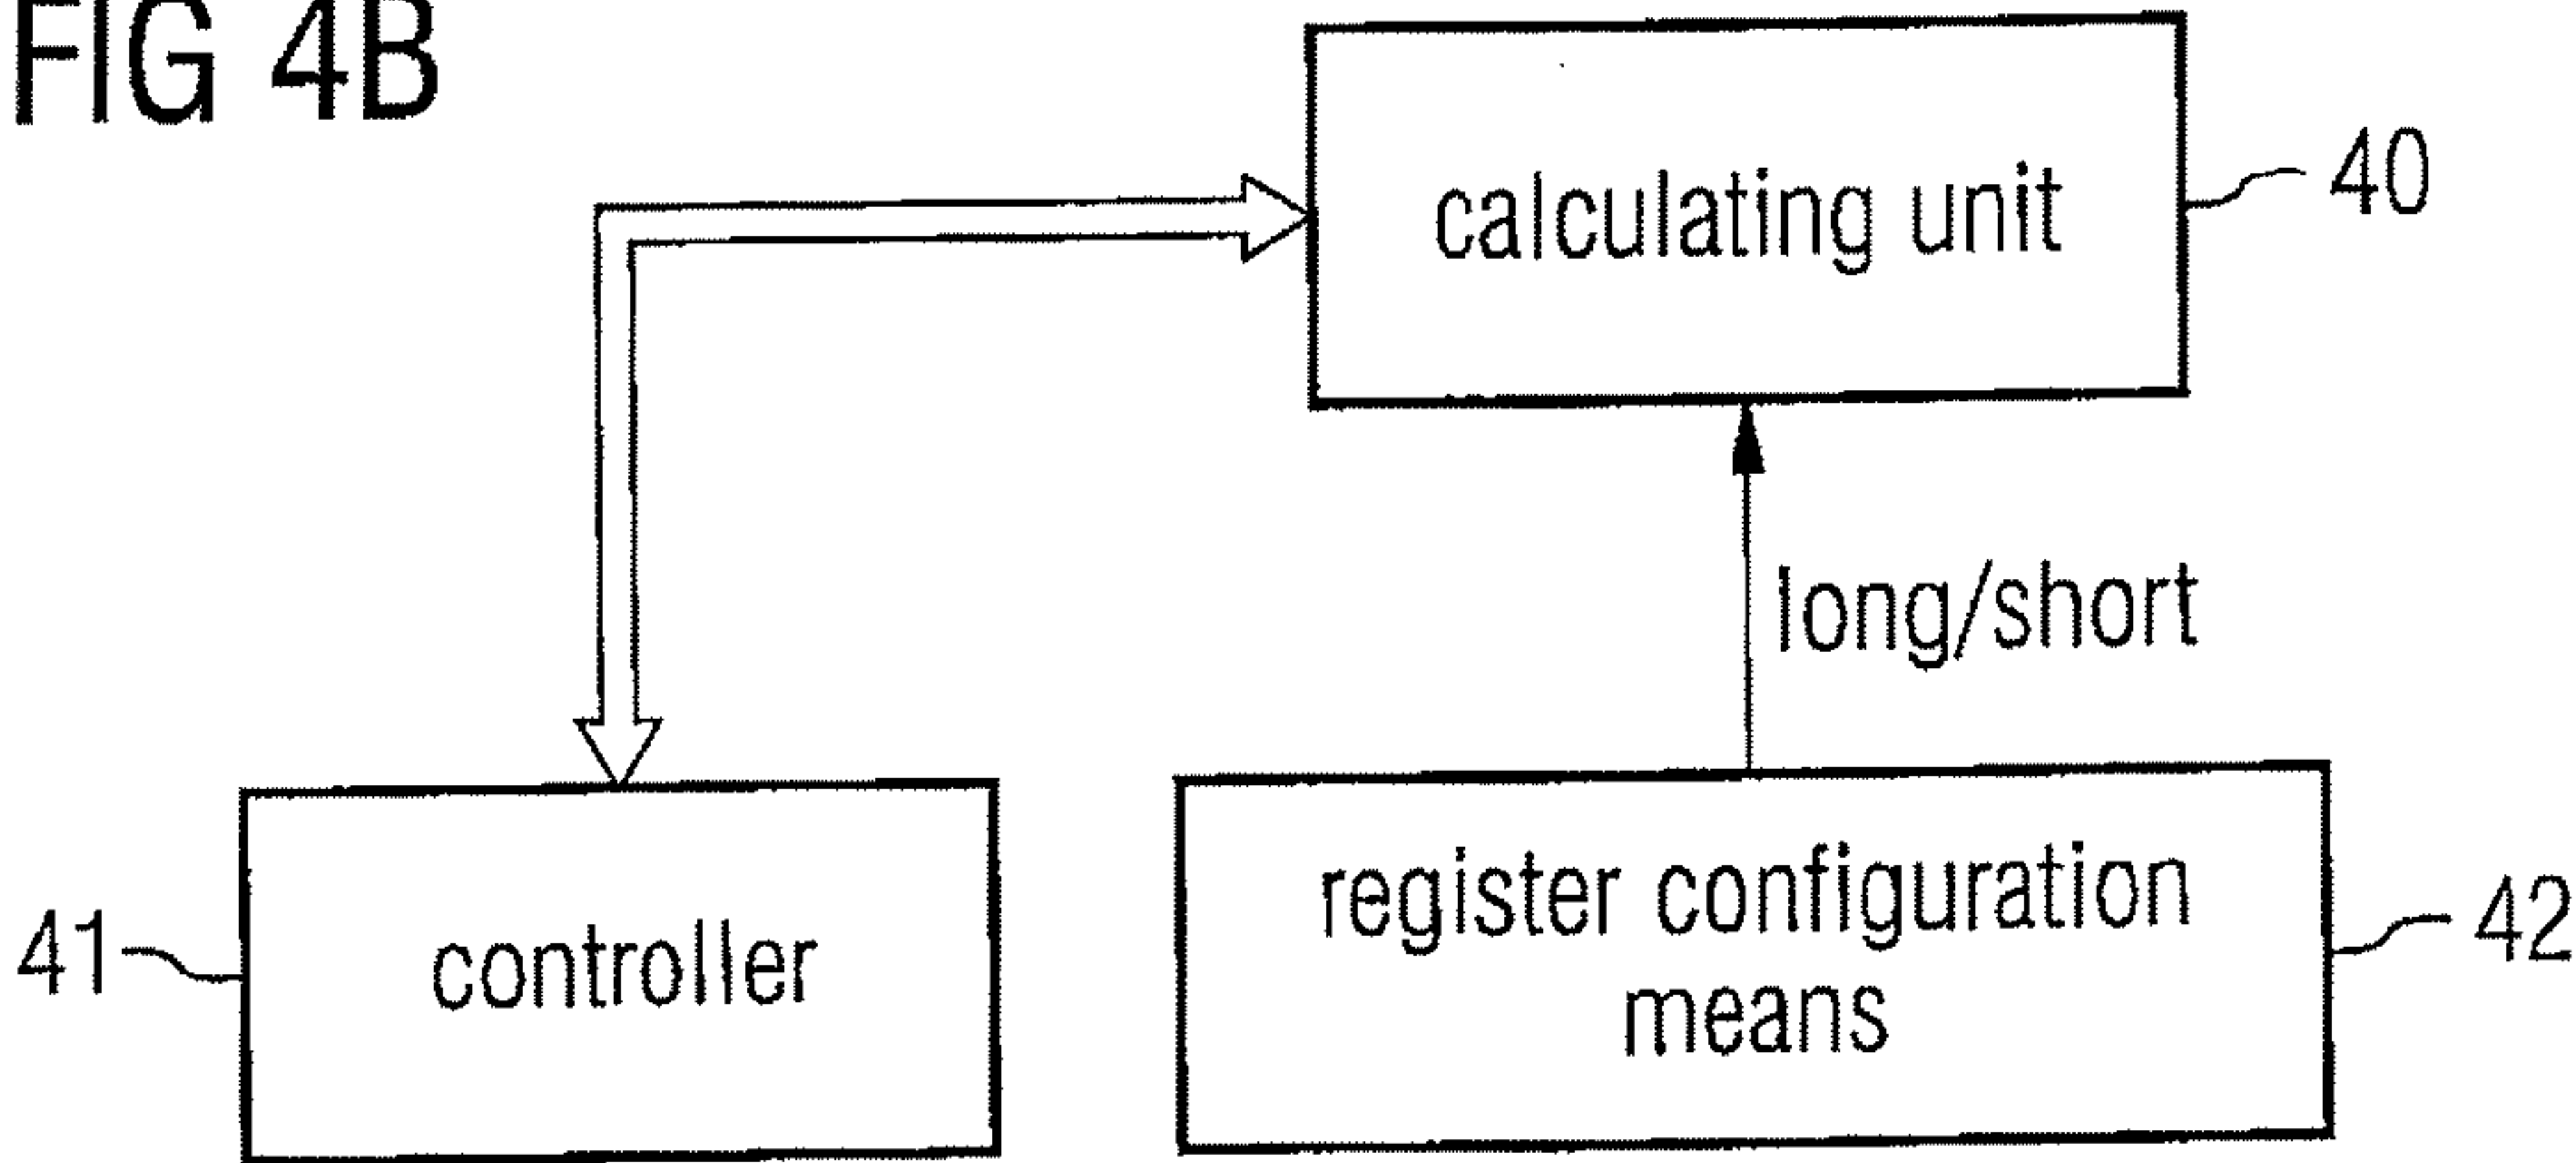 FIG 4B
calculating unit
40
long/short
41
controller
register configuration
means
42